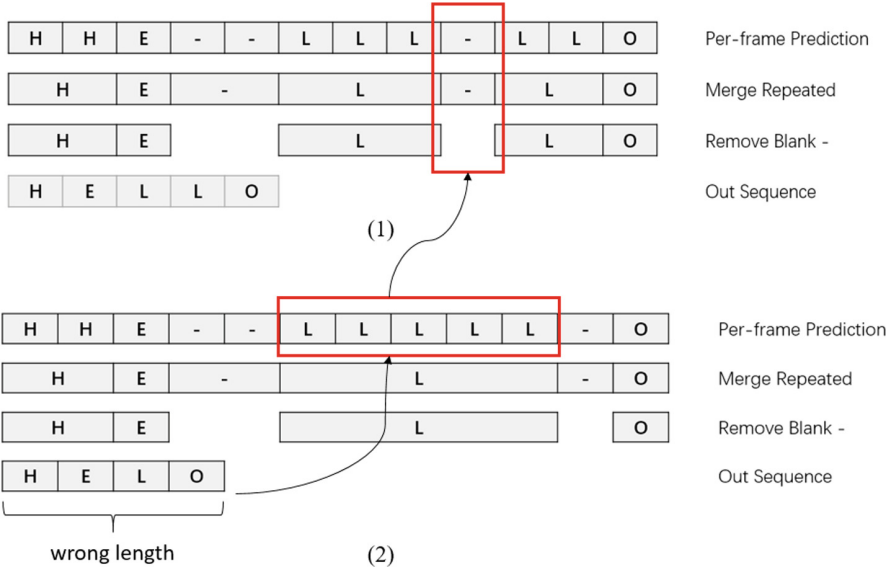 H H E - - L L L - L L O Per-frame Prediction
H E - L - L O Merge Repeated
H E L L O Remove Blank -
H E L L O Out Sequence
(1)
H H E - - L L L L L - O Per-frame Prediction
H E - L - O Merge Repeated
H E L O Remove Blank -
H E L O Out Sequence
wrong length
(2)